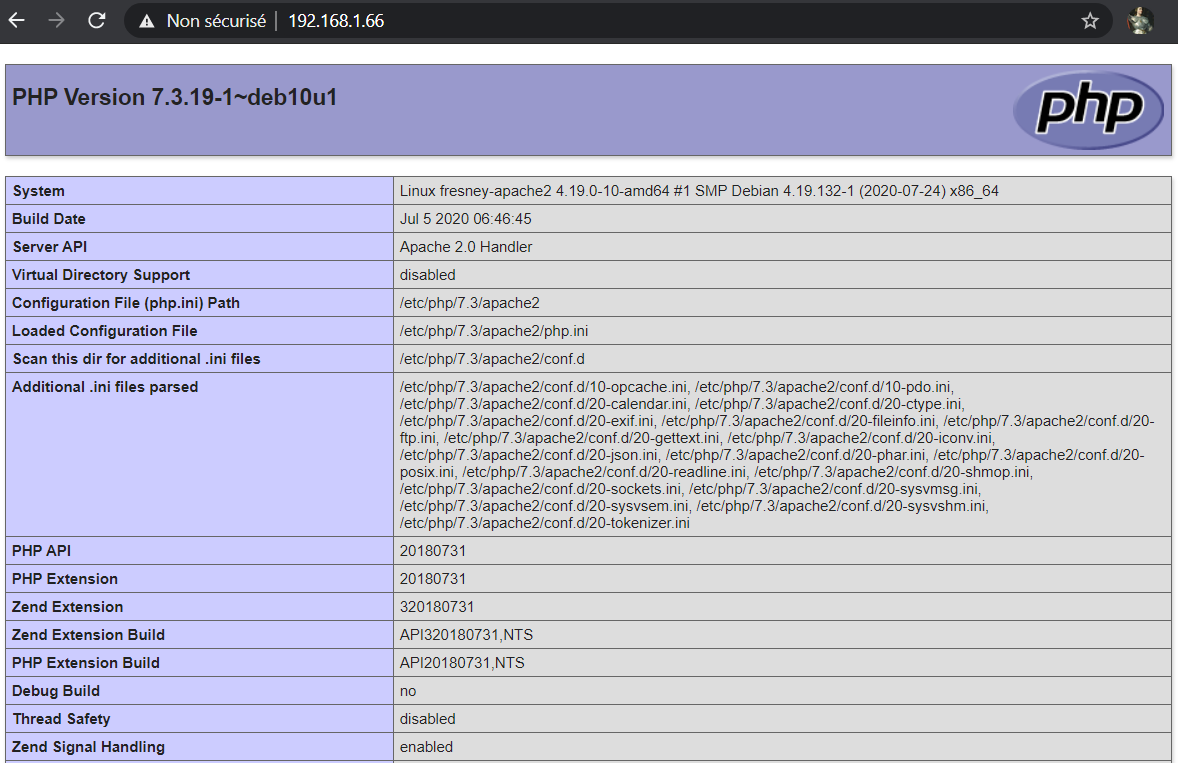 Non sécurisé | 192.168.1.66
PHP Version 7.3.19-1~deb10u1
php
System Linux fresney-apache2 4.19.0-10-amd64 #1 SMP Debian 4.19.132-1 (2020-07-24) x86_64
Build Date Jul 5 2020 06:46:45
Server API Apache 2.0 Handler
Virtual Directory Support disabled
Configuration File (php.ini) Path /etc/php/7.3/apache2
Loaded Configuration File /etc/php/7.3/apache2/php.ini
Scan this dir for additional .ini files /etc/php/7.3/apache2/conf.d
Additional .ini files parsed /etc/php/7.3/apache2/conf.d/10-opcache.ini, /etc/php/7.3/apache2/conf.d/10-pdo.ini,
/etc/php/7.3/apache2/conf.d/20-calendar.ini, /etc/php/7.3/apache2/conf.d/20-ctype.ini,
/etc/php/7.3/apache2/conf.d/20-exif.ini, /etc/php/7.3/apache2/conf.d/20-fileinfo.ini, /etc/php/7.3/apache2/conf.d/20-
ftp.ini, /etc/php/7.3/apache2/conf.d/20-gettext.ini, /etc/php/7.3/apache2/conf.d/20-iconv.ini,
/etc/php/7.3/apache2/conf.d/20-json.ini, /etc/php/7.3/apache2/conf.d/20-phar.ini, /etc/php/7.3/apache2/conf.d/20-
posix.ini, /etc/php/7.3/apache2/conf.d/20-readline.ini, /etc/php/7.3/apache2/conf.d/20-shmop.ini,
/etc/php/7.3/apache2/conf.d/20-sockets.ini, /etc/php/7.3/apache2/conf.d/20-sysvmsg.ini,
/etc/php/7.3/apache2/conf.d/20-sysvsem.ini, /etc/php/7.3/apache2/conf.d/20-sysvshm.ini,
/etc/php/7.3/apache2/conf.d/20-tokenizer.ini
PHP API 20180731
PHP Extension 20180731
Zend Extension 320180731
Zend Extension Build API320180731,NTS
PHP Extension Build API20180731,NTS
Debug Build no
Thread Safety disabled
Zend Signal Handling enabled